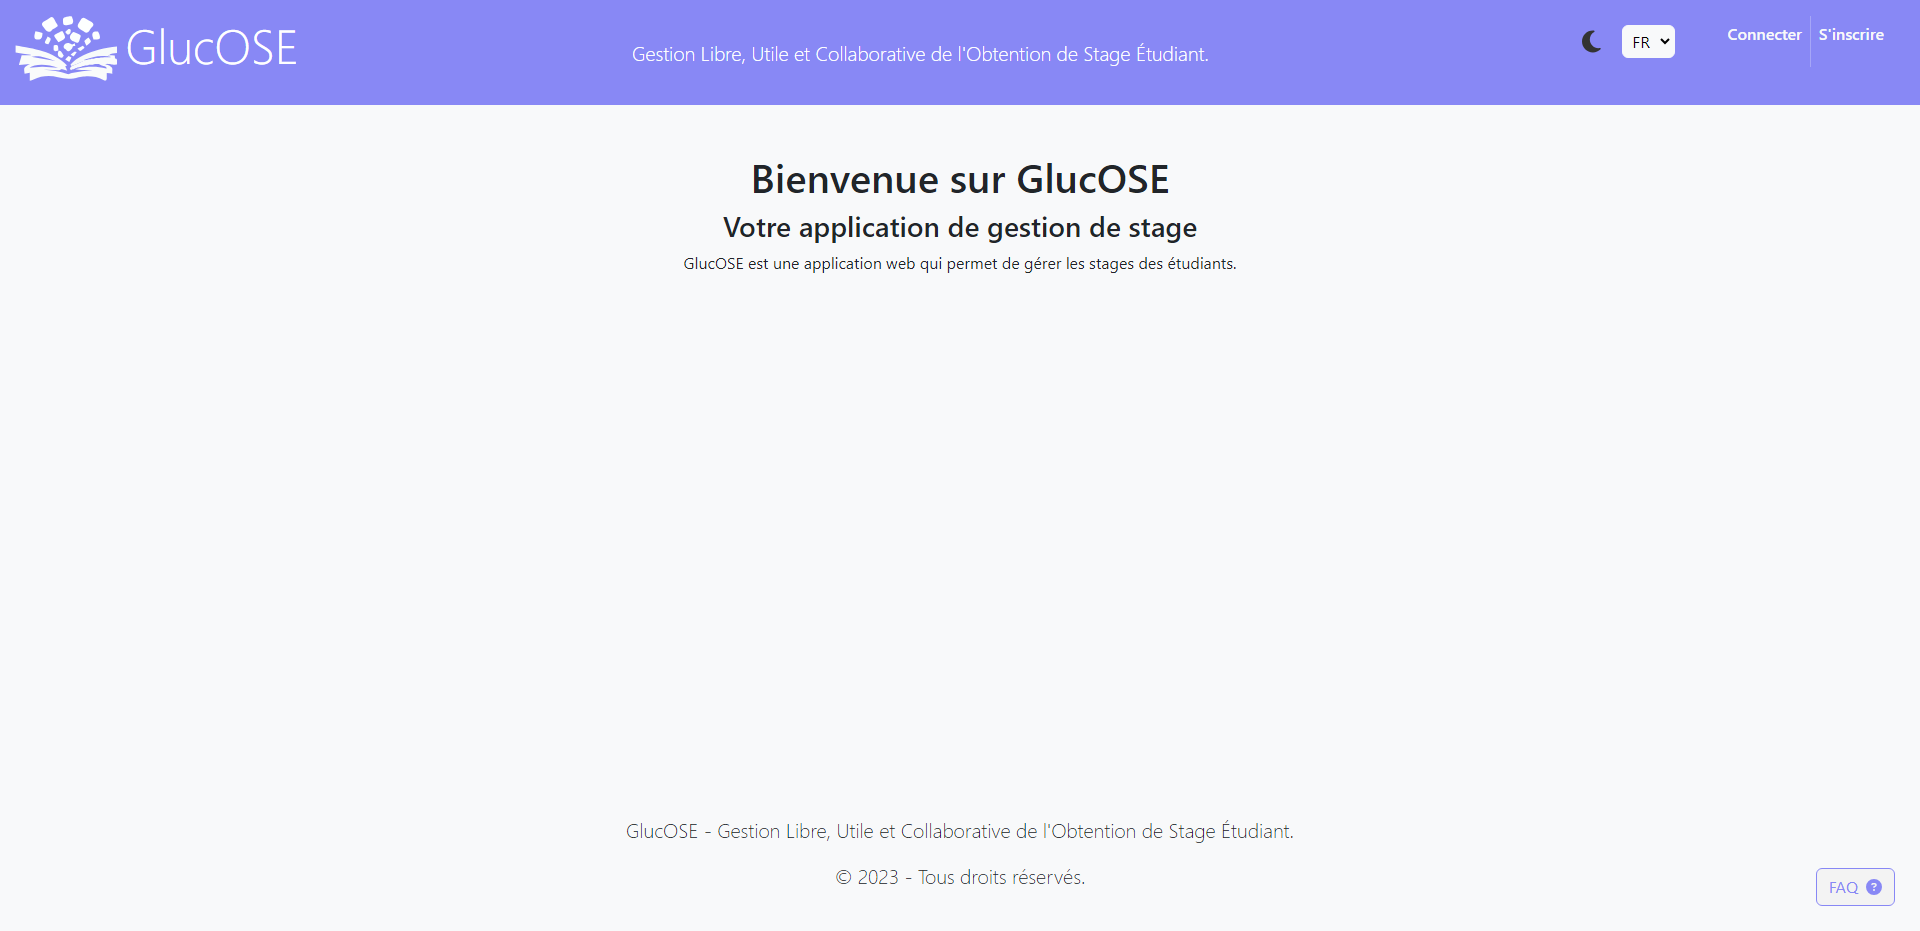 GlucOSE
Gestion Libre, Utile et Collaborative de l'Obtention de Stage Étudiant.
FR
Connecter
S'inscrire
Bienvenue sur GlucOSE
Votre application de gestion de stage
GlucOSE est une application web qui permet de gérer les stages des étudiants.
GlucOSE - Gestion Libre, Utile et Collaborative de l'Obtention de Stage Étudiant.
© 2023 - Tous droits réservés.
FAQ ?